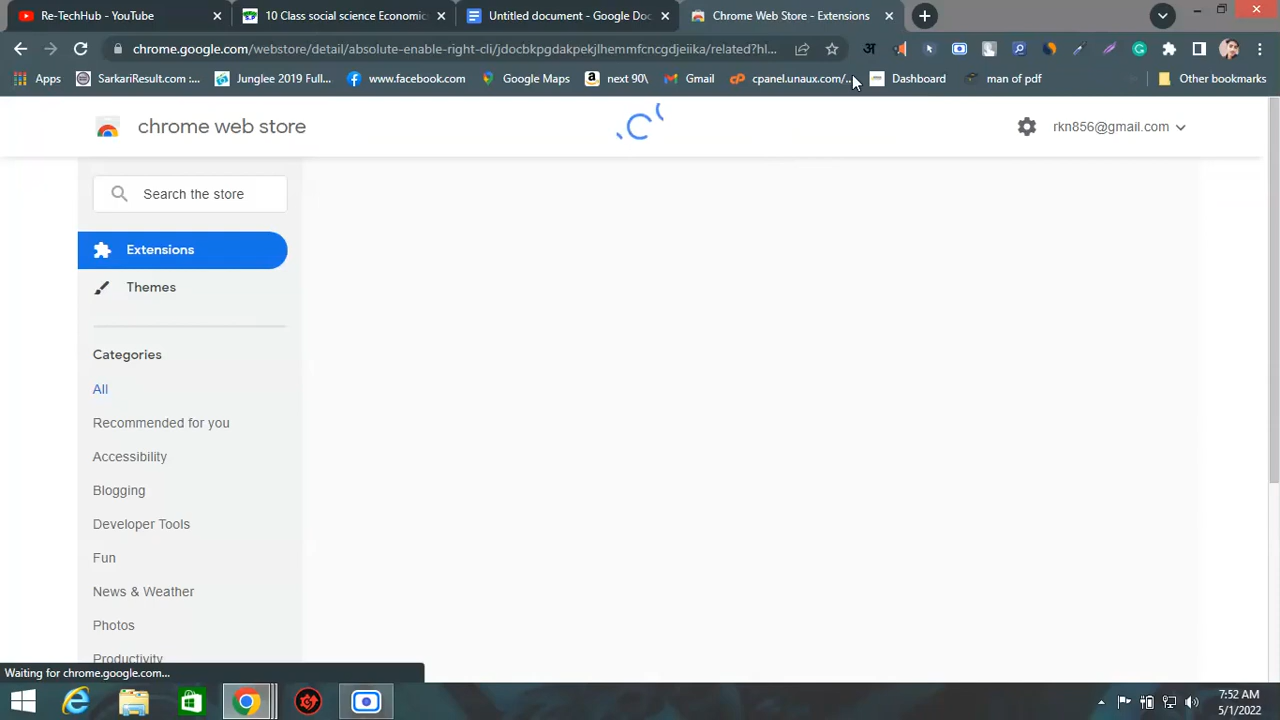 Re-TechHub - YouTube
10 Class social science Economic
Untitled document - Google Doc
Chrome Web Store - Extensions
chrome.google.com/webstore/detail/absolute-enable-right-cli/jdocbkpgdakpekjlhemmfcncgdjeiika/related?hl...
अ
Apps
SarkariResult.com :...
Junglee 2019 Full...
www.facebook.com
Google Maps
next 90\
Gmail
cpanel.unaux.com/...
Dashboard
man of pdf
Other bookmarks
chrome web store
rkn856@gmail.com
Search the store
Extensions
Themes
Categories
All
Recommended for you
Accessibility
Blogging
Developer Tools
Fun
News & Weather
Photos
Productivity
Waiting for chrome.google.com...
7:52 AM
5/1/2022